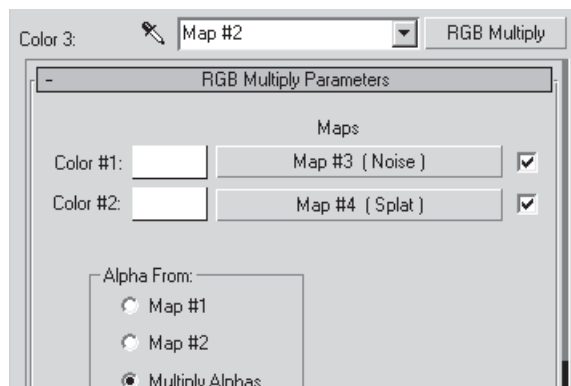 Color 3: Map #2 RGB Multiply
- RGB Multiply Parameters
Maps
Color #1: Map #3 ( Noise )
Color #2: Map #4 ( Splat )
Alpha From:
Map #1
Map #2
Multiply Alphas